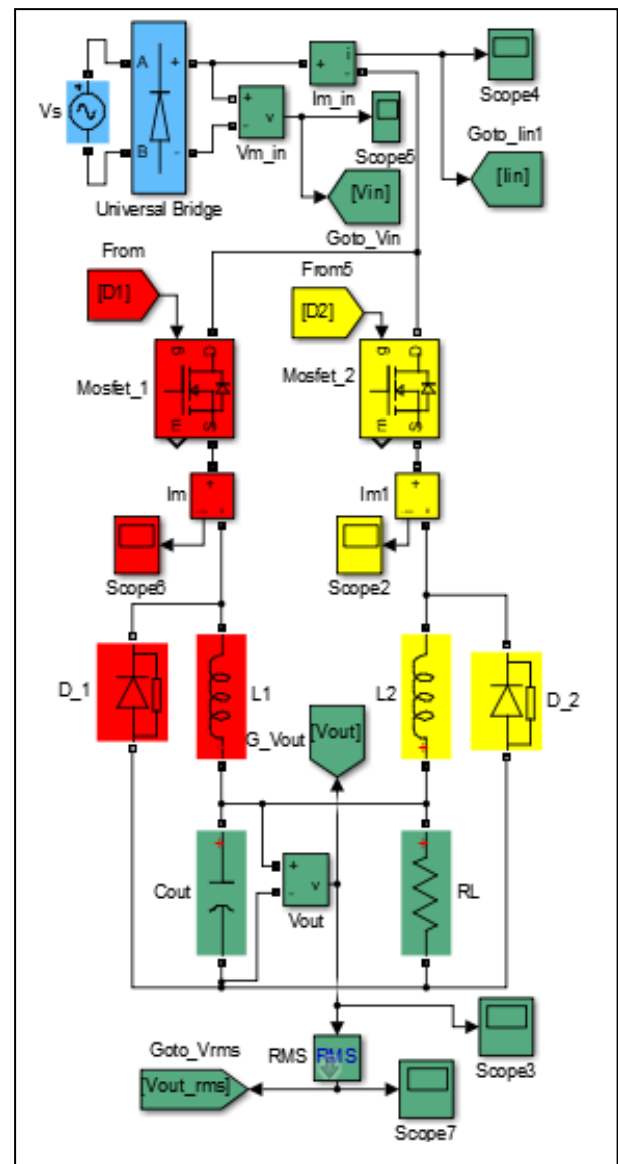 Vs
A
B
+
-
Universal Bridge
+
-
v
Vm_in
+
i
-
Im_in
Scope4
Scope5
Goto_Iin1
[Iin]
[Vin]
Goto_Vin
From
[D1]
From5
[D2]
Mosfet_1
g
D
m
S
Mosfet_2
g
D
m
S
Im
+
i
-
Im1
+
i
-
Scope6
Scope2
D_1
L1
L2
D_2
G_Vout
[Vout]
Cout
+
+
-
v
Vout
+
RL
Goto_Vrms
[Vout_rms]
RMS
RMS
Scope3
Scope7